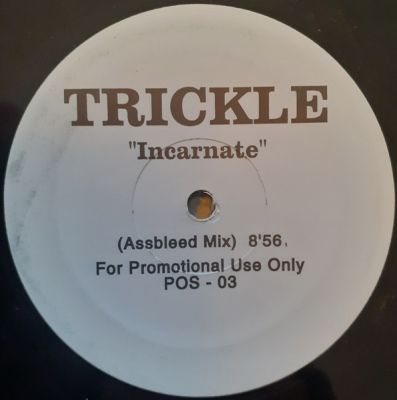 TRICKLE
"Incarnate"
(Assbleed Mix) 8'56
For Promotional Use Only
POS - 03